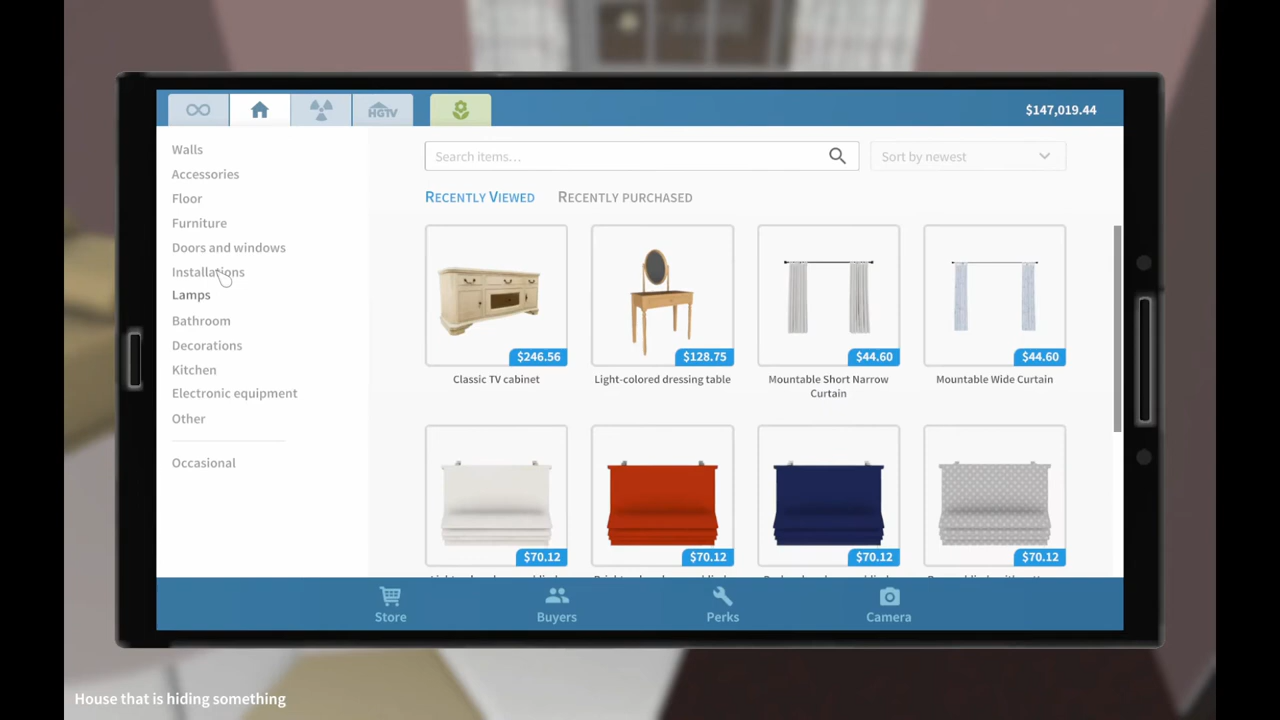 HGTV
$147,019.44
Walls
Accessories
Floor
Furniture
Doors and windows
Installations
Lamps
Bathroom
Decorations
Kitchen
Electronic equipment
Other
Occasional
Search items...
Sort by newest
RECENTLY VIEWED
RECENTLY PURCHASED
$246.56
$128.75
$44.60
$44.60
Classic TV cabinet
Light-colored dressing table
Mountable Short Narrow
Curtain
Mountable Wide Curtain
$70.12
$70.12
$70.12
$70.12
Store
Buyers
Perks
Camera
House that is hiding something